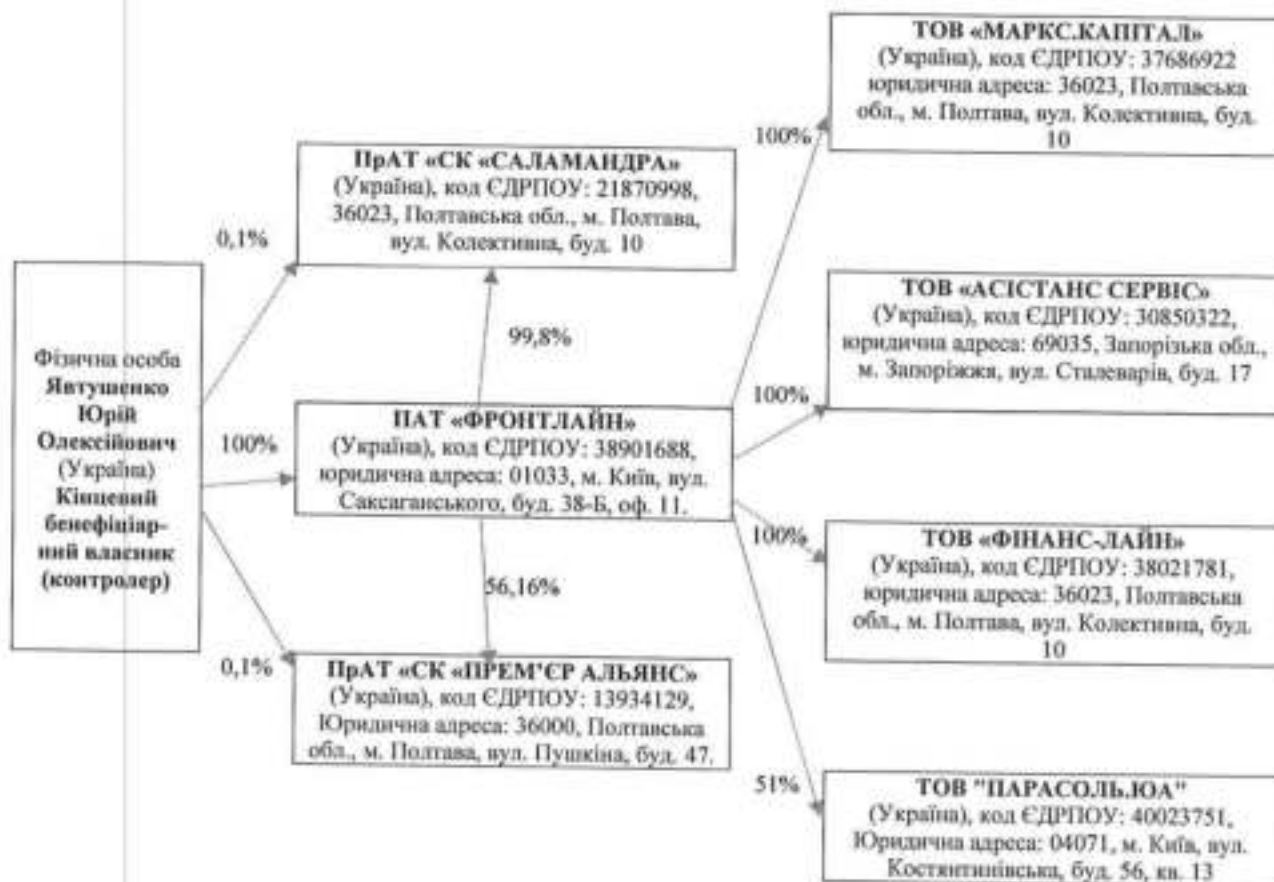 Фізична особа
Явтушенко
Юрій
Олексійович
(Україна)
Кінцевий
бенефіціар-
ний власник
(контролер)
0,1%
100%
0,1%
ПрАТ «СК «САЛАМАНДРА»
(Україна), код ЄДРПОУ: 21870998,
36023, Полтавська обл., м. Полтава,
вул. Колективна, буд. 10
99,8%
ПАТ «ФРОНТЛАЙН»
(Україна), код ЄДРПОУ: 38901688,
юридична адреса: 01033, м. Київ, вул.
Саксаганського, буд. 38-Б, оф. 11.
56,16%
ПрАТ «СК «ПРЕМ'ЄР АЛЬЯНС»
(Україна), код ЄДРПОУ: 13934129,
Юридична адреса: 36000, Полтавська
обл., м. Полтава, вул. Пушкіна, буд. 47.
100%
100%
100%
51%
ТОВ «МАРКС.КАПІТАЛ»
(Україна), код ЄДРПОУ: 37686922
юридична адреса: 36023, Полтавська
обл., м. Полтава, вул. Колективна, буд.
10
ТОВ «АСІСТАНС СЕРВІС»
(Україна), код ЄДРПОУ: 30850322,
юридична адреса: 69035, Запорізька обл.,
м. Запоріжжя, вул. Сталеварів, буд. 17
ТОВ «ФІНАНС-ЛАЙН»
(Україна), код ЄДРПОУ: 38021781,
юридична адреса: 36023, Полтавська
обл., м. Полтава, вул. Колективна, буд.
10
ТОВ "ПАРАСОЛЬ.ЮА"
(Україна), код ЄДРПОУ: 40023751,
Юридична адреса: 04071, м. Київ, вул.
Костянтинівська, буд. 56, кв. 13